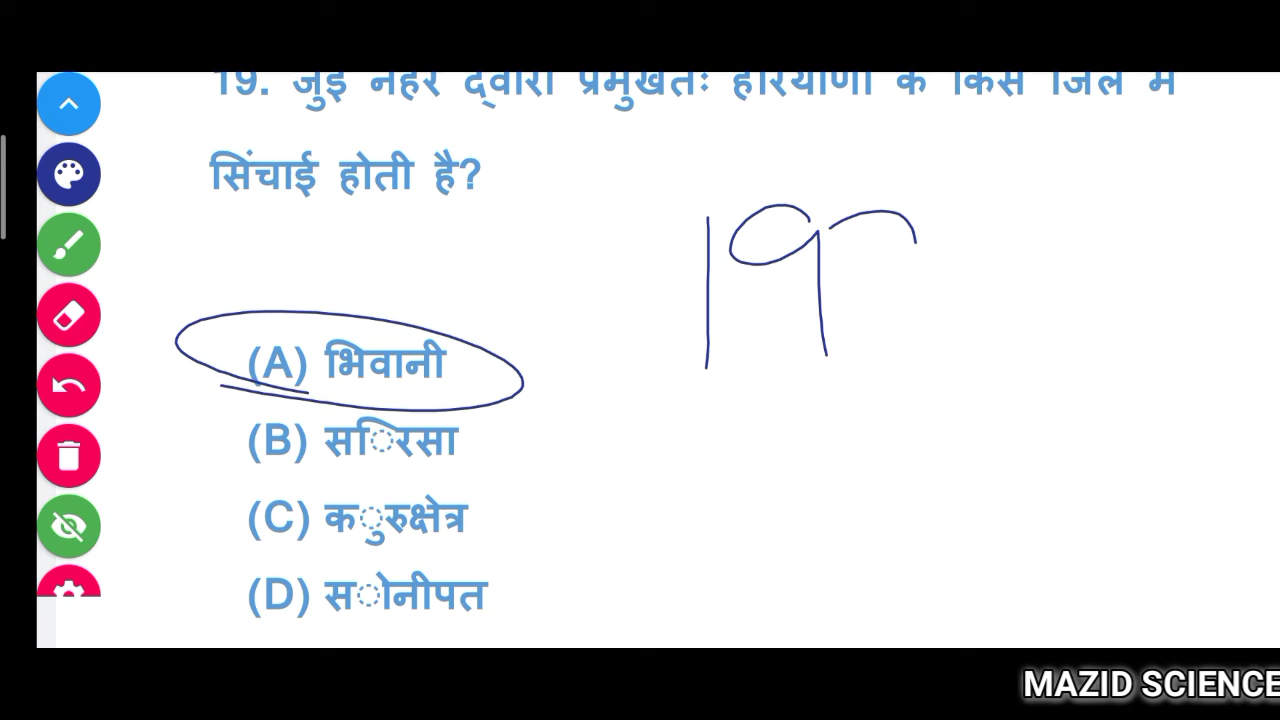 19. जुई नहर द्वारा प्रमुखतः हरियाणा के किस जिले में
सिंचाई होती है?
19
(A) भिवानी
(B) सिरसा
(C) कुरुक्षेत्र
(D) सोनीपत
MAZID SCIENCE